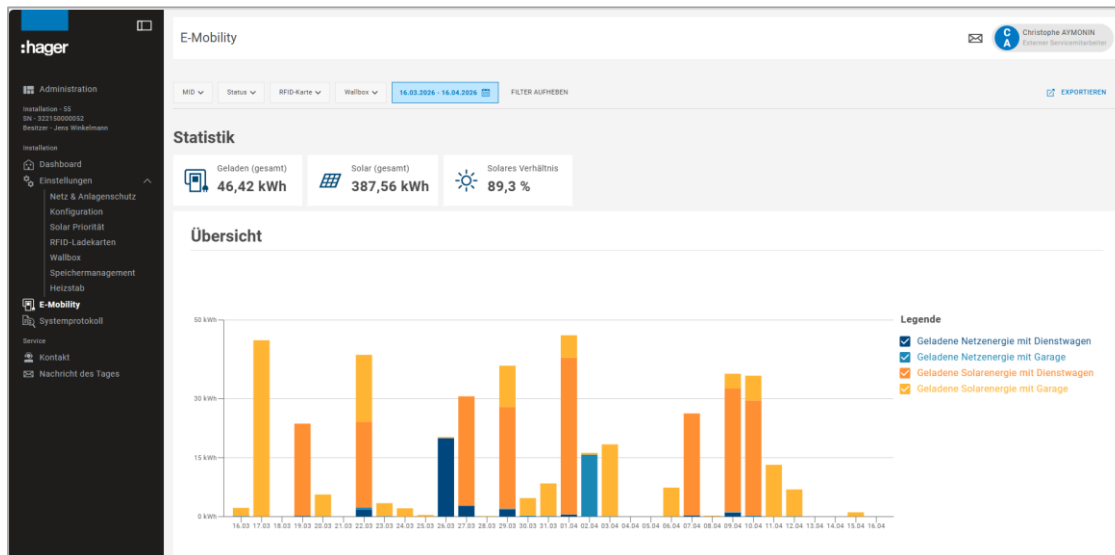 :hager
E-Mobility
C
A
Christophe AYMONIN
Externer Servicemitarbeiter
Administration
Installation - S5
SN - 322150000052
Besitzer - Jens Winkelmann
Installation
Dashboard
Einstellungen
Netz & Anlagenschutz
Konfiguration
Solar Priorität
RFID-Ladekarten
Wallbox
Speichermanagement
Heizstab
E-Mobility
Systemprotokoll
Service
Kontakt
Nachricht des Tages
MID Status RFID-Karte Wallbox 16.03.2026 - 16.04.2026 FILTER AUFHEBEN EXPORTIEREN
Statistik
Geladen (gesamt)
46,42 kWh
Solar (gesamt)
387,56 kWh
Solares Verhältnis
89,3 %
Übersicht
50 kWh
30 kWh
15 kWh
0 kWh
16.03 17.03 18.03 19.03 20.03 21.03 22.03 23.03 24.03 25.03 26.03 27.03 28.03 29.03 30.03 31.03 01.04 02.04 03.04 04.04 05.04 06.04 07.04 08.04 09.04 10.04 11.04 12.04 13.04 14.04 15.04 16.04
Legende
Geladene Netzenergie mit Dienstwagen
Geladene Netzenergie mit Garage
Geladene Solarenergie mit Dienstwagen
Geladene Solarenergie mit Garage